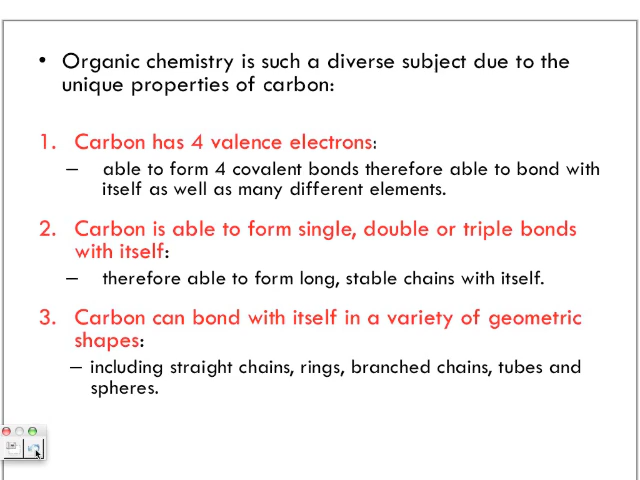 • Organic chemistry is such a diverse subject due to the
unique properties of carbon:
1. Carbon has 4 valence electrons:
– able to form 4 covalent bonds therefore able to bond with
itself as well as many different elements.
2. Carbon is able to form single, double or triple bonds
with itself:
– therefore able to form long, stable chains with itself.
3. Carbon can bond with itself in a variety of geometric
shapes:
– including straight chains, rings, branched chains, tubes and
spheres.